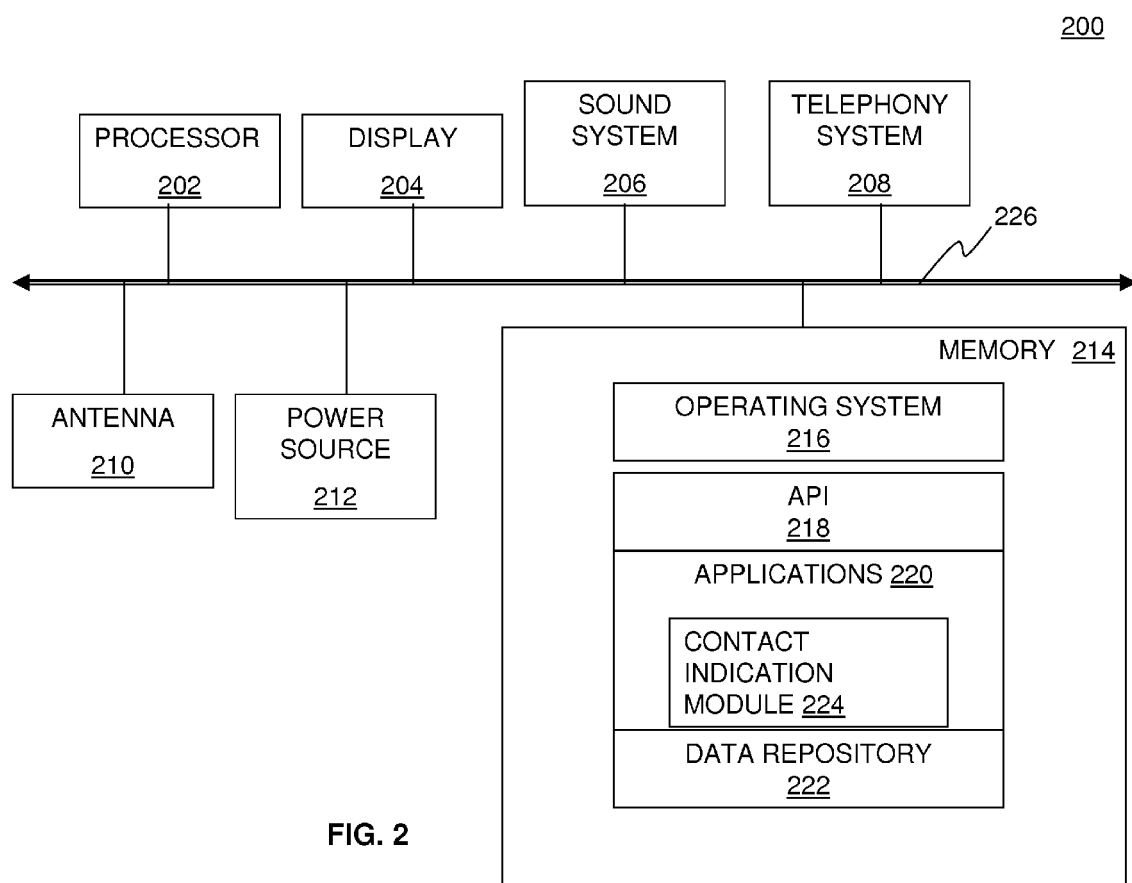 200
PROCESSOR
202
DISPLAY
204
SOUND
SYSTEM
206
TELEPHONY
SYSTEM
208
226
ANTENNA
210
POWER
SOURCE
212
MEMORY 214
OPERATING SYSTEM
216
API
218
APPLICATIONS 220
CONTACT
INDICATION
MODULE 224
DATA REPOSITORY
222
FIG. 2